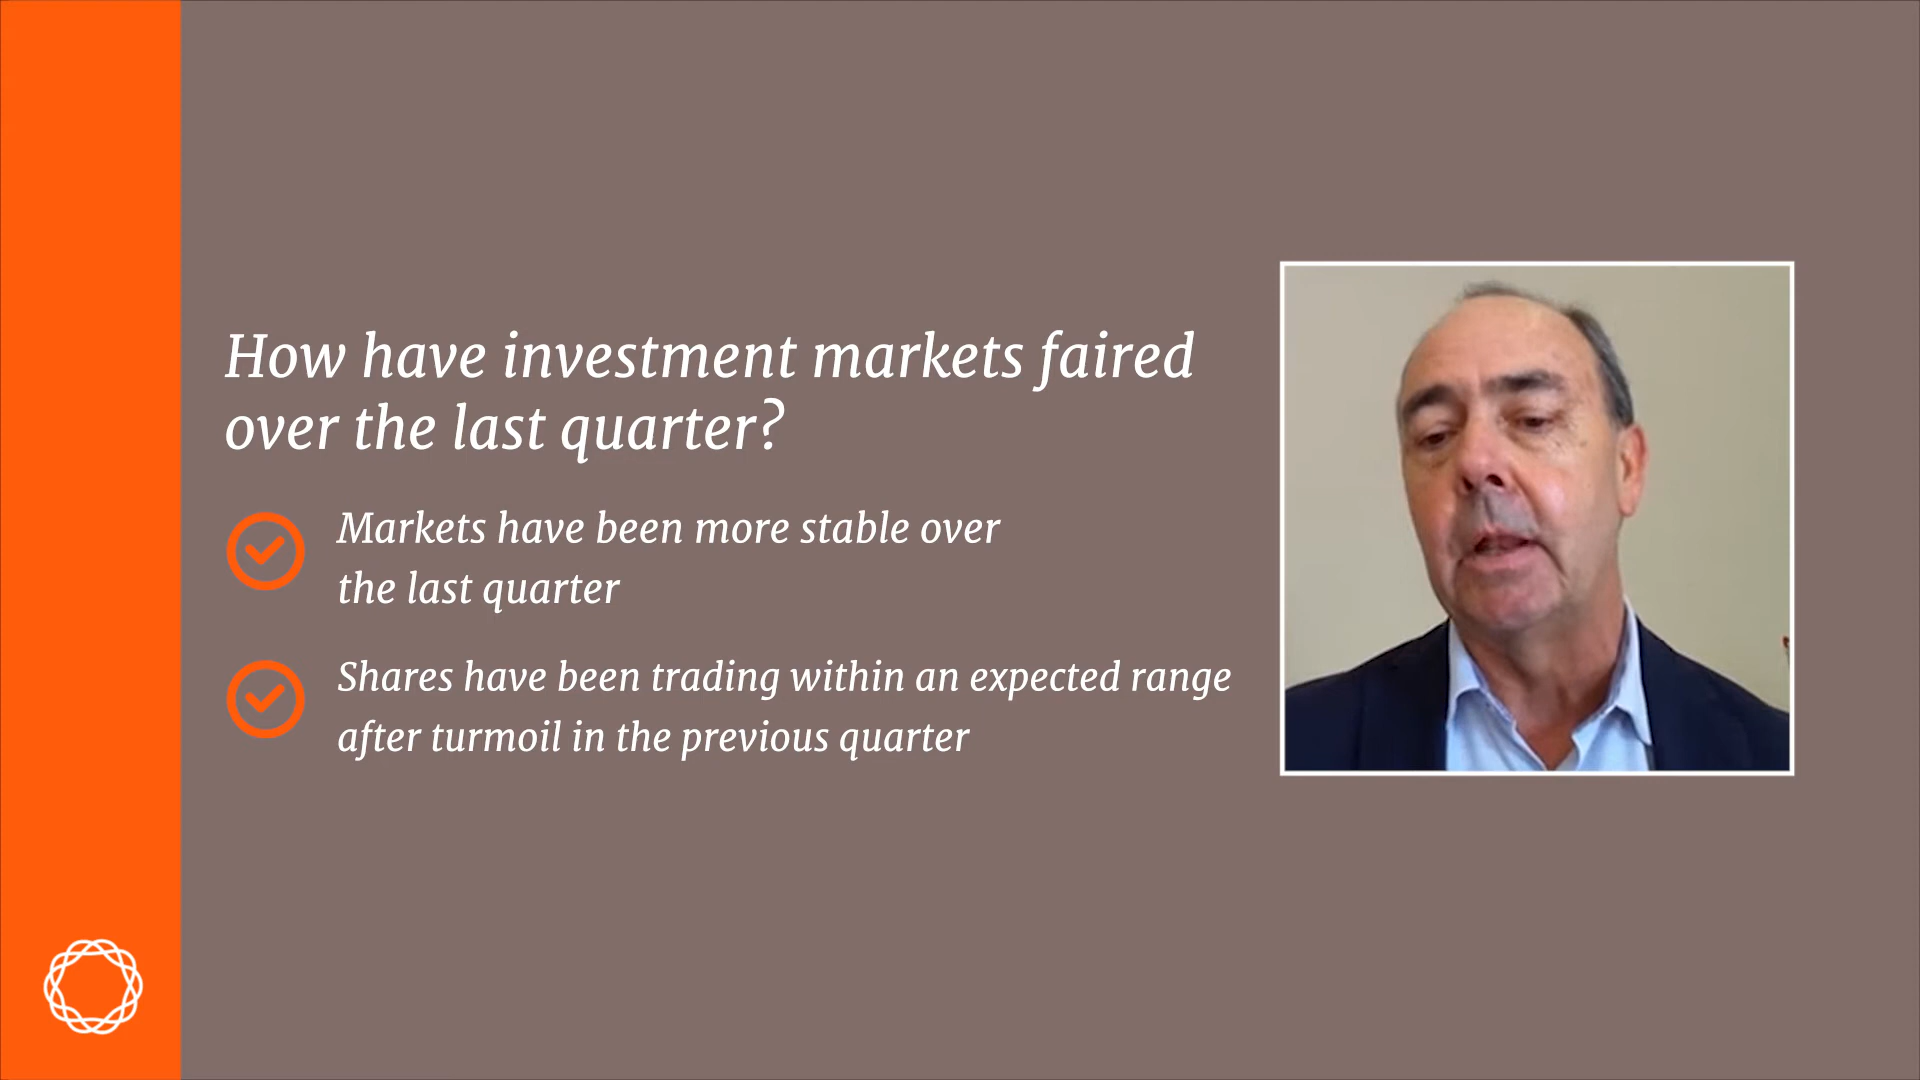 How have investment markets faired
over the last quarter?
Markets have been more stable over
the last quarter
Shares have been trading within an expected range
after turmoil in the previous quarter